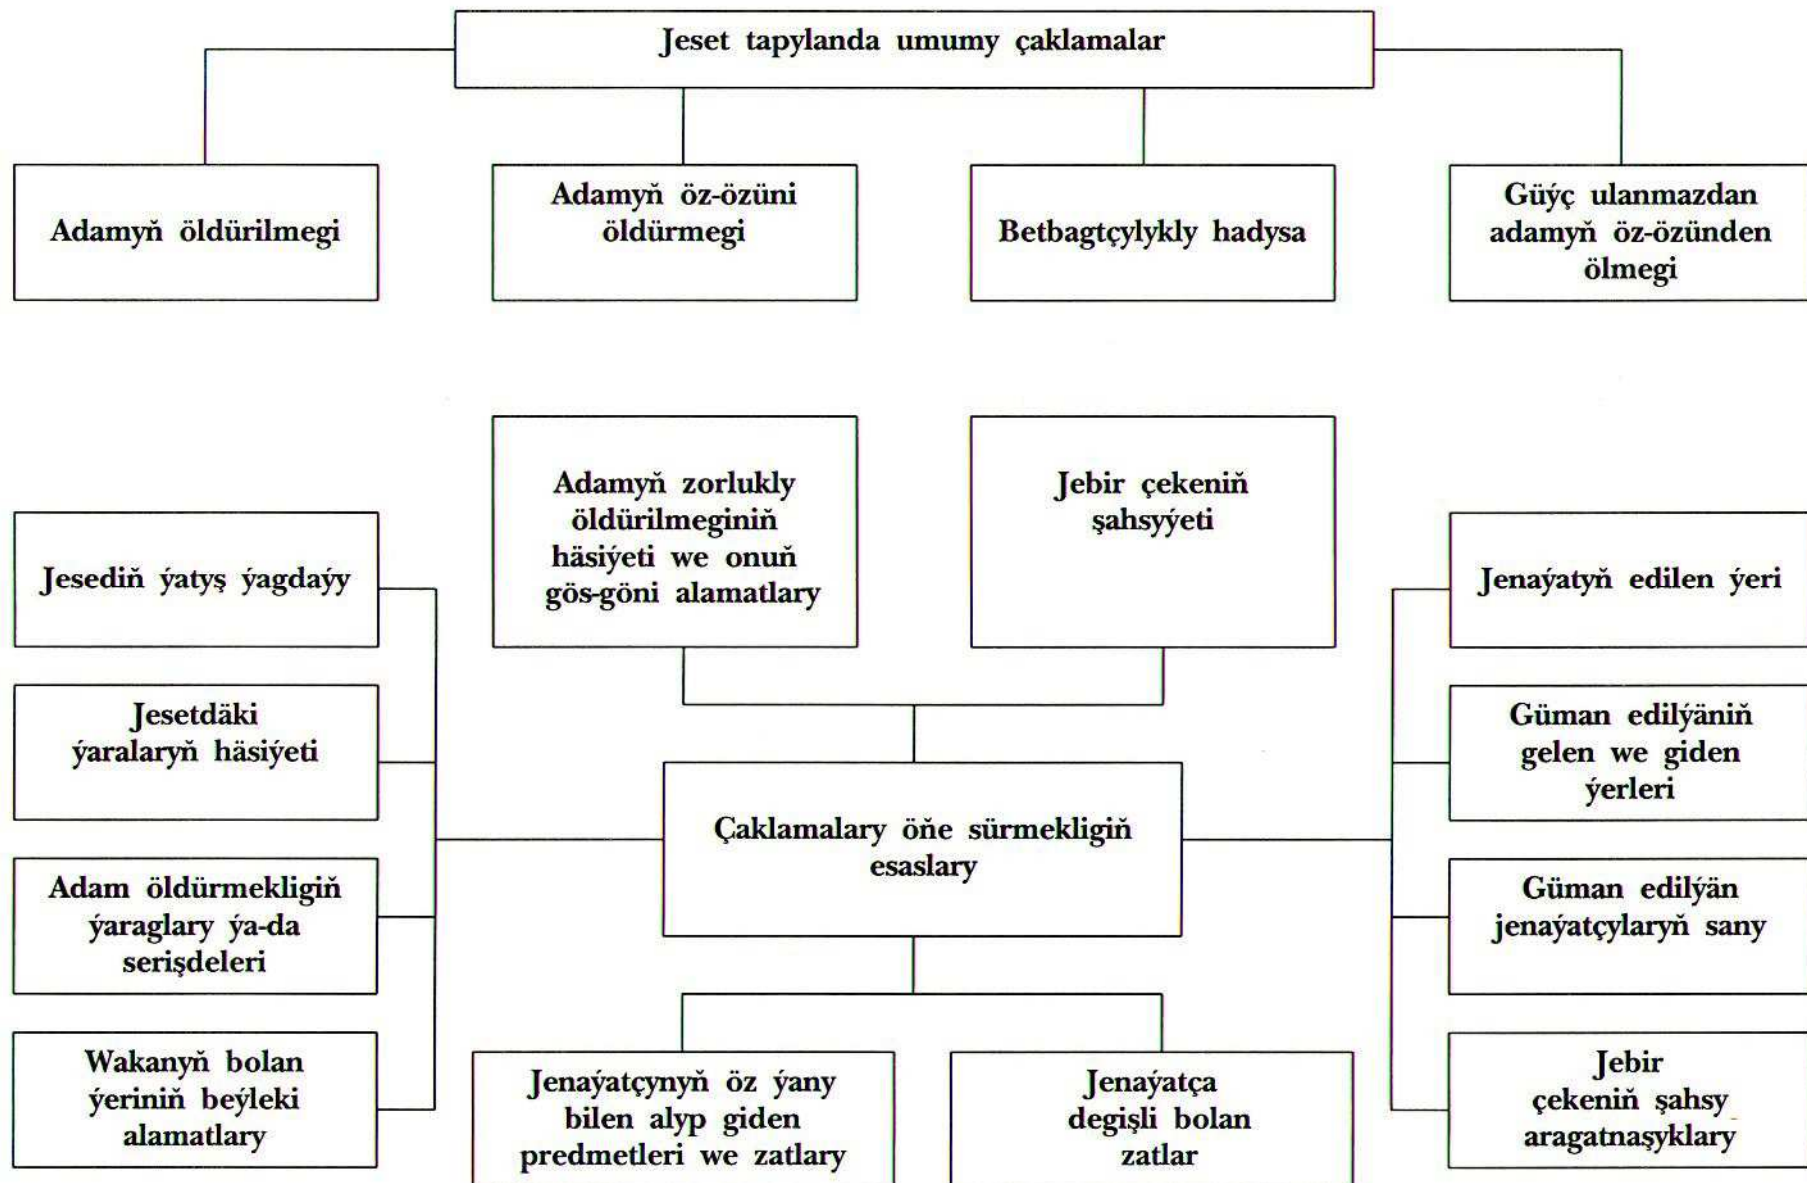 Jeset tapylanda umumy çaklamalar
Adamyň öldürilmegi
Adamyň öz-özüni
öldürmegi
Betbagtçylykly hadysa
Güýç ulanmazdan
adamyň öz-özünden
ölmegi
Adamyň zorlukly
öldürilmeginiň
häsiýeti we onuň
gös-göni alamatlary
Jebir çekeniň
şahsyýeti
Jesediň ýatyş ýagdaýy
Jenaýatyň edilen ýeri
Jesetdäki
ýaralaryň häsiýeti
Güman edilýäniň
gelen we giden
ýerleri
Çaklamalary öňe sürmekligiň
esaslary
Adam öldürmekligiň
ýaraglary ýa-da
serişdeleri
Güman edilýän
jenaýatçylaryň sany
Wakanyň bolan
ýeriniň beýleki
alamatlary
Jenaýatçynyň öz ýany
bilen alyp giden
predmetleri we zatlary
Jenaýatça
degişli bolan
zatlar
Jebir
çekeniň şahsy
aragatnaşyklary